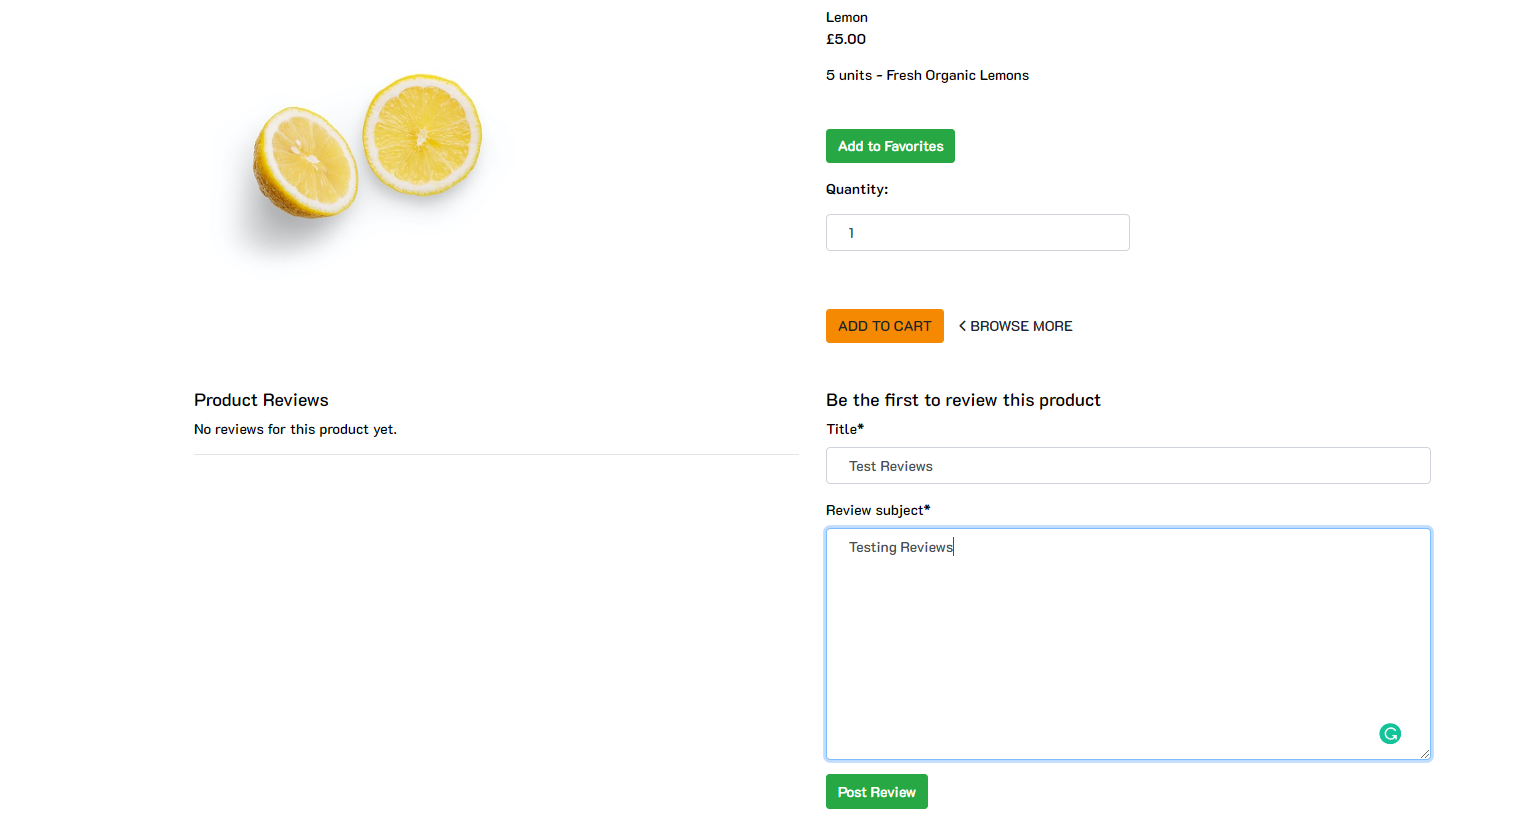 Lemon
£5.00
5 units - Fresh Organic Lemons
Add to Favorites
Quantity:
1
ADD TO CART
BROWSE MORE
Product Reviews
No reviews for this product yet.
Be the first to review this product
Title*
Test Reviews
Review subject*
Testing Reviews
Post Review